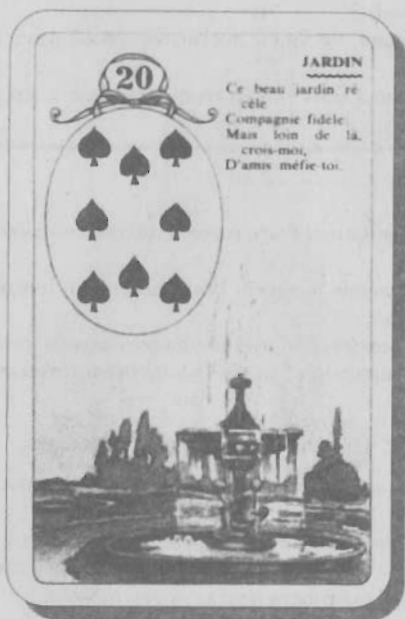 20
JARDIN
Ce beau jardin ré-
cèle
Compagnie fidèle;
Mais loin de là,
crois-moi,
D'amis méfie-toi.